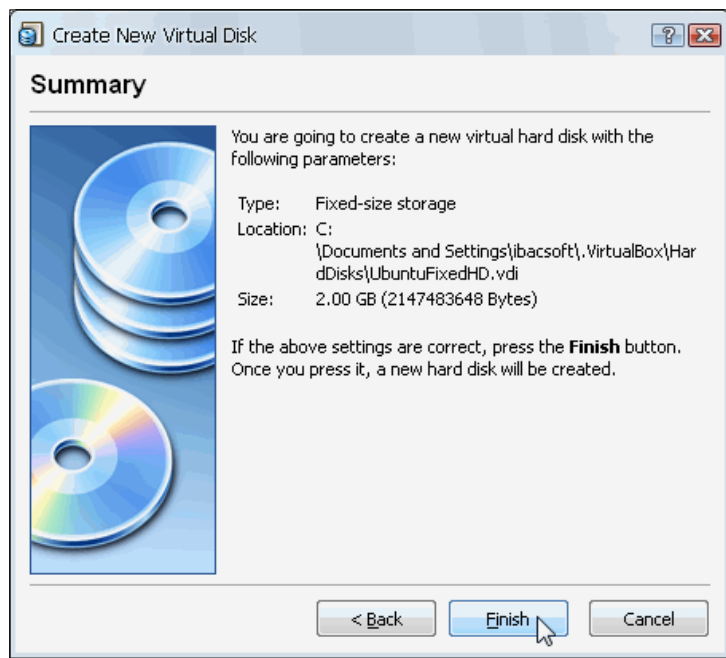 Create New Virtual Disk
Summary
You are going to create a new virtual hard disk with the
following parameters:
Type: Fixed-size storage
Location: C:
\Documents and Settings\ibacsoft\.VirtualBox\Har
dDisks\UbuntuFixedHD.vdi
Size: 2.00 GB (2147483648 Bytes)
If the above settings are correct, press the Finish button.
Once you press it, a new hard disk will be created.
< Back Finish Cancel